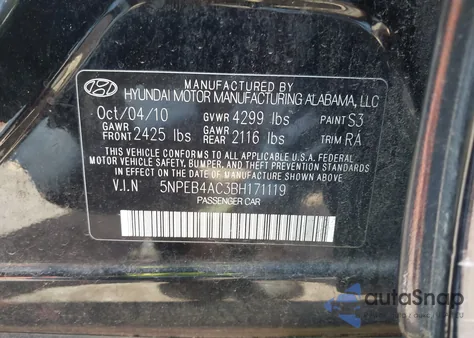 MANUFACTURED BY
HYUNDAI MOTOR MANUFACTURING ALABAMA, LLC
Oct/04/10 GVWR 4299 lbs PAINT S3
GAWR FRONT 2425 lbs GAWR REAR 2116 lbs TRIM RA
THIS VEHICLE CONFORMS TO ALL APPLICABLE U.S.A. FEDERAL
MOTOR VEHICLE SAFETY, BUMPER, AND THEFT PREVENTION STANDARDS
IN EFFECT ON THE DATE OF MANUFACTURE SHOWN ABOVE.
V.I.N 5NPEB4AC3BH171119
PASSENGER CAR
autoSnap